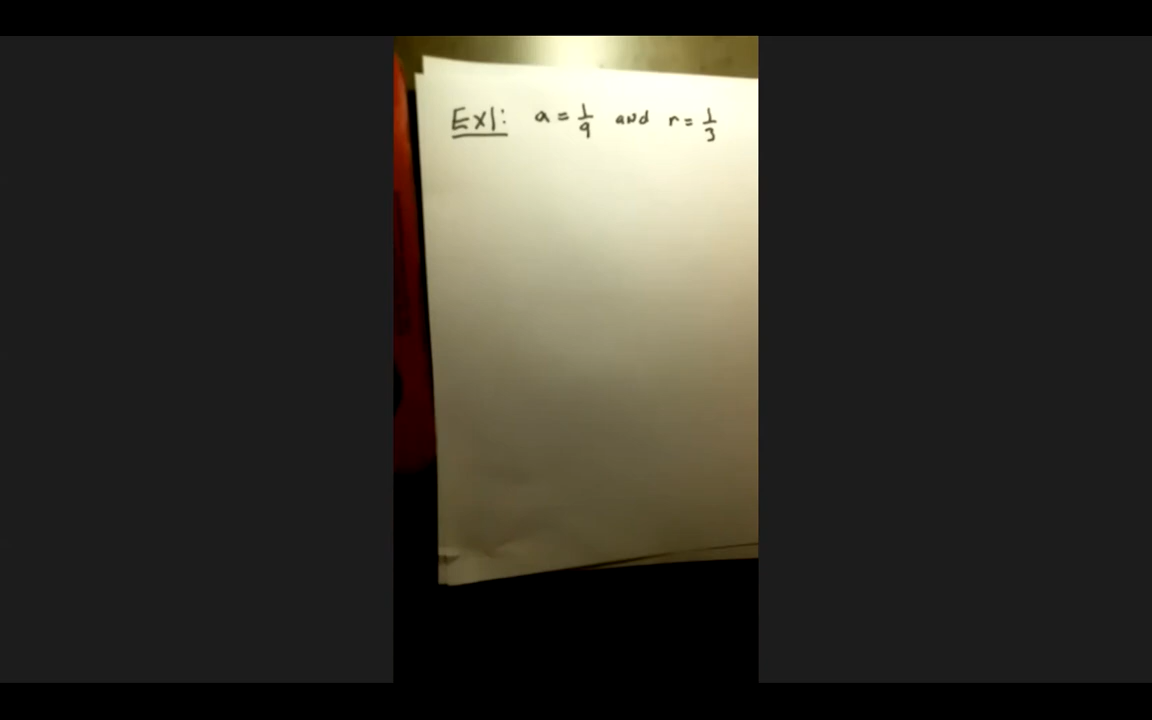 Ex1: a = 1/9 and r = 1/3